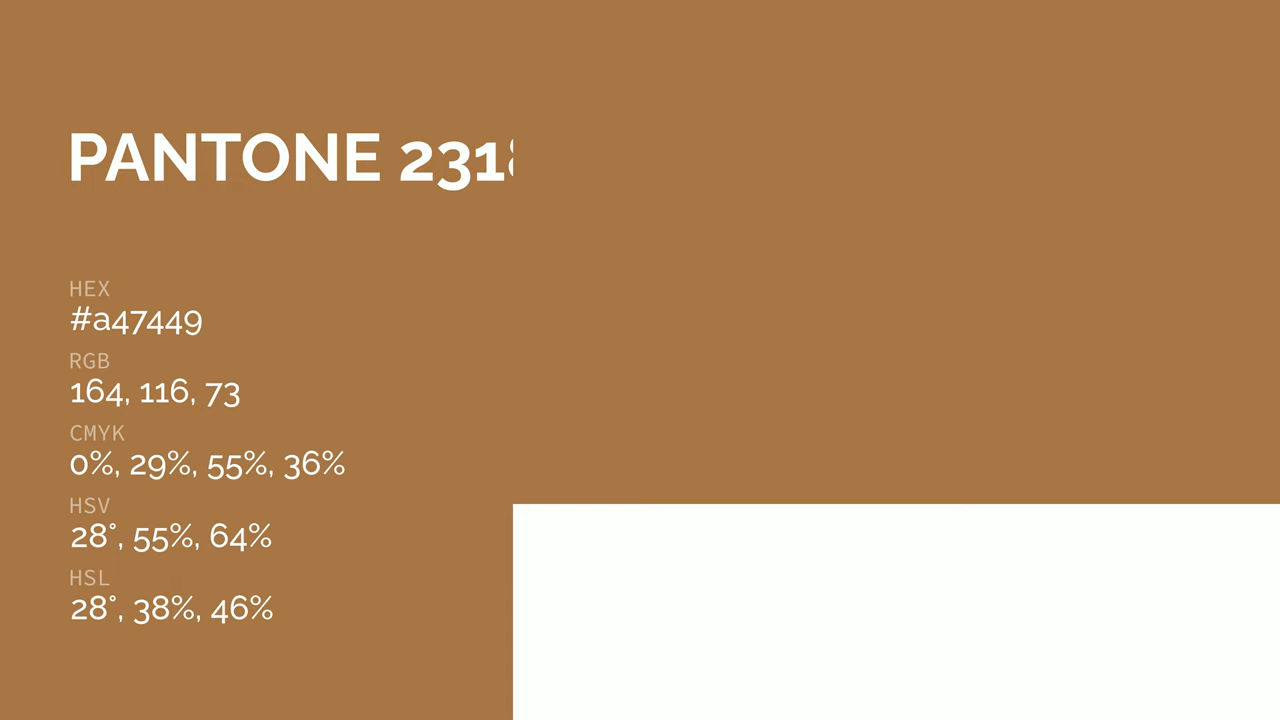 PANTONE 2318
HEX
#a47449
RGB
164, 116, 73
CMYK
0%, 29%, 55%, 36%
HSV
28°, 55%, 64%
HSL
28°, 38%, 46%